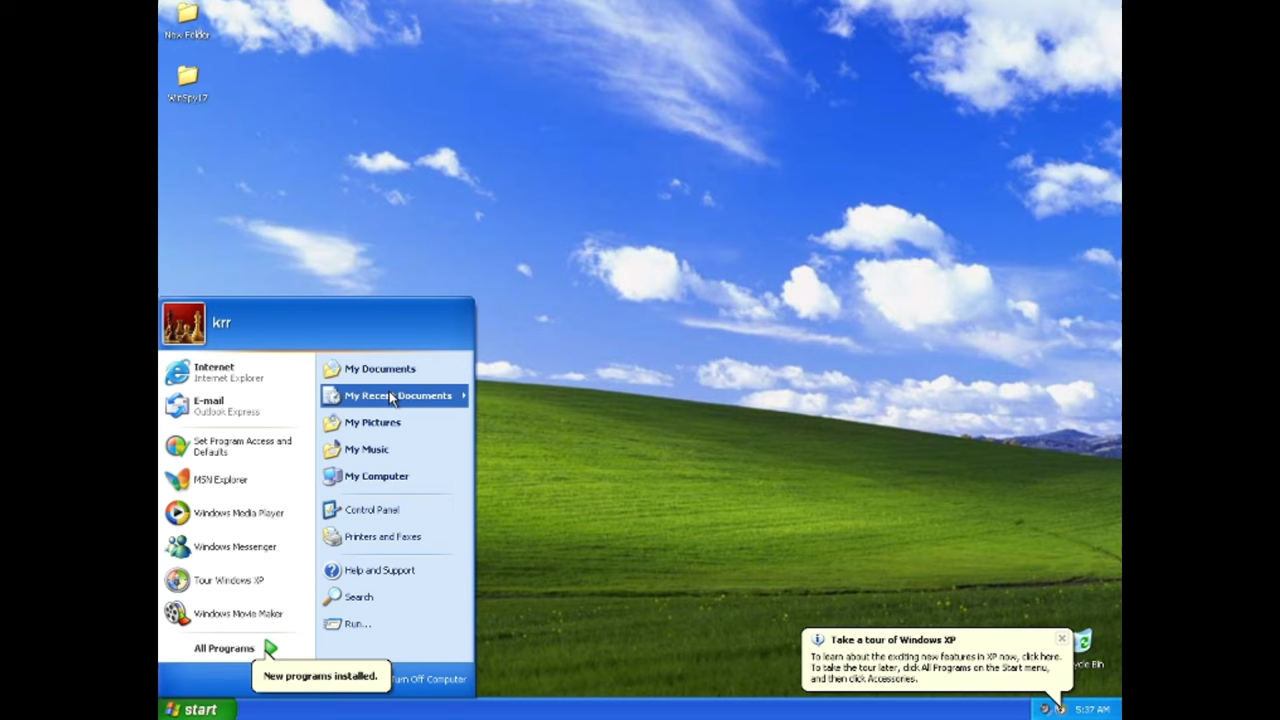 New Folder
WinSpy17
krr
Internet
Internet Explorer
E-mail
Outlook Express
Set Program Access and
Defaults
MSN Explorer
Windows Media Player
Windows Messenger
Tour Windows XP
Windows Movie Maker
All Programs
New programs installed.
My Documents
My Recent Documents
My Pictures
My Music
My Computer
Control Panel
Printers and Faxes
Help and Support
Search
Run...
Turn Off Computer
Take a tour of Windows XP
To learn about the exciting new features in XP now, click here.
To take the tour later, click All Programs on the Start menu,
and then click Accessories.
cycle Bin
start
5:37 AM